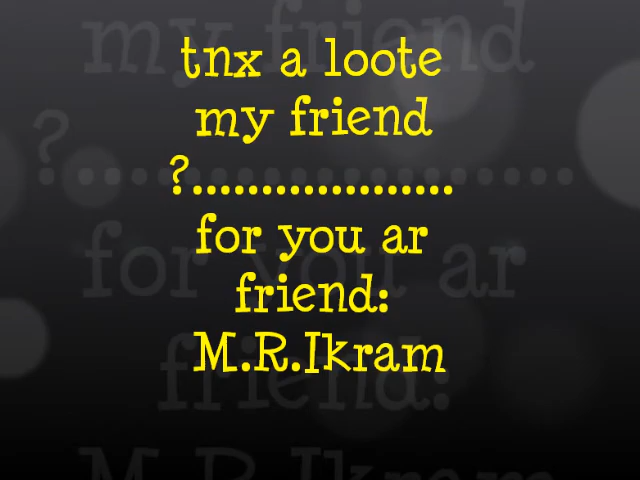 tnx a loote
my friend
?...................
for you ar
friend:
M.R.Ikram